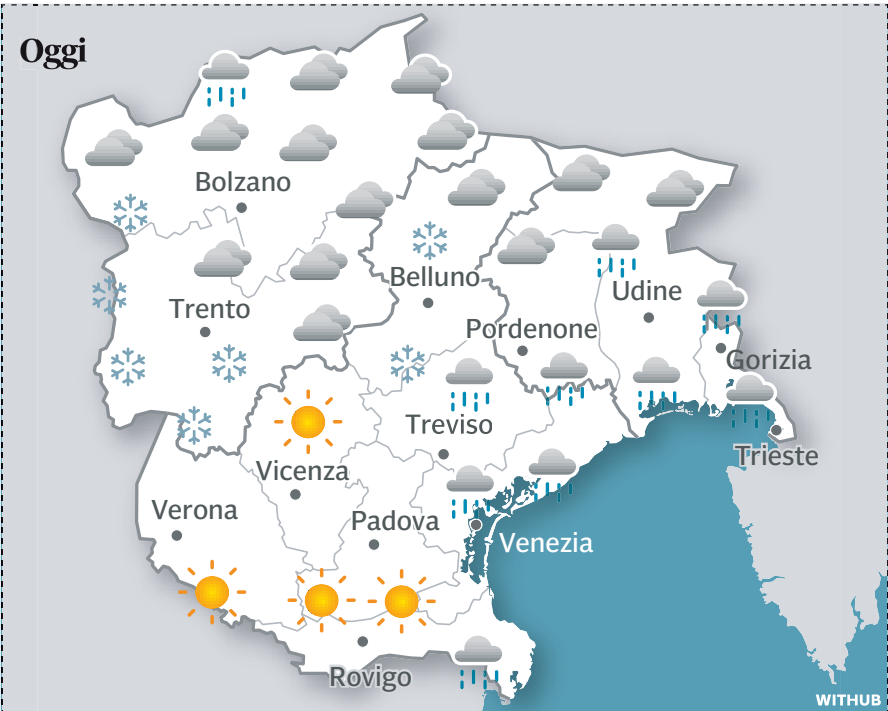 Oggi
Bolzano
Belluno
Udine
Trento
Pordenone
Gorizia
Treviso
Trieste
Vicenza
Verona
Padova
Venezia
Rovigo
WITHUB